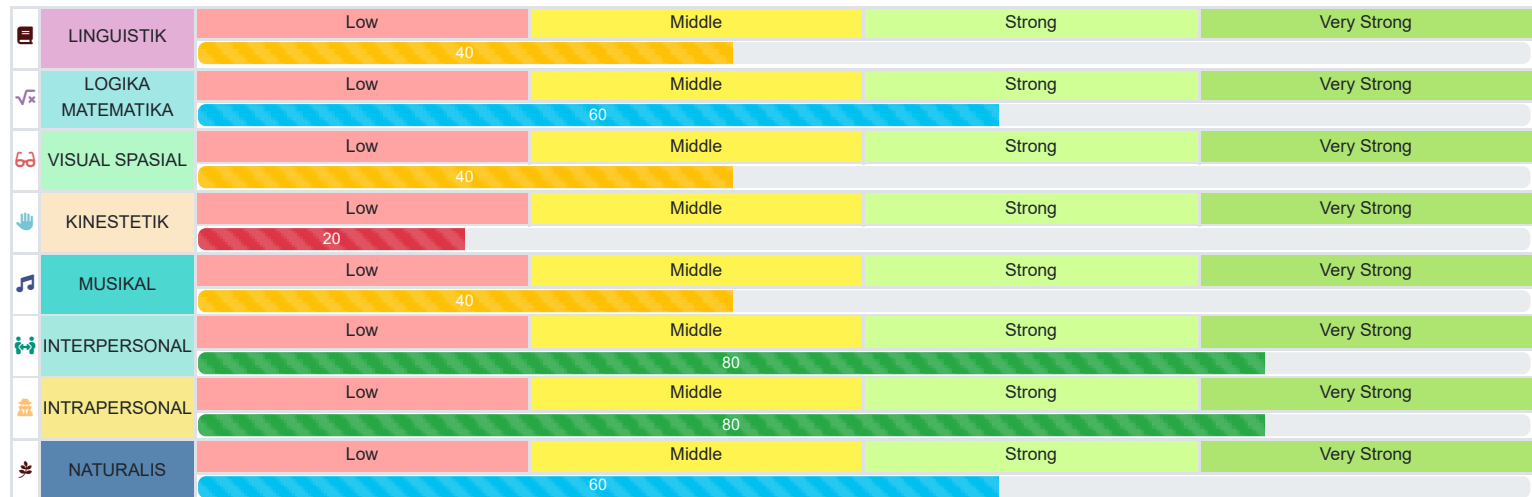 LINGUISTIK
Low Middle Strong Very Strong
40
LOGIKA MATEMATIKA
Low Middle Strong Very Strong
60
VISUAL SPASIAL
Low Middle Strong Very Strong
40
KINESTETIK
Low Middle Strong Very Strong
20
MUSIKAL
Low Middle Strong Very Strong
40
INTERPERSONAL
Low Middle Strong Very Strong
80
INTRAPERSONAL
Low Middle Strong Very Strong
80
NATURALIS
Low Middle Strong Very Strong
60